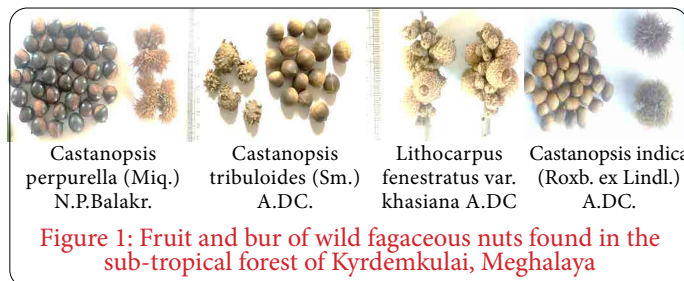 Castanopsis
perpurella (Miq.)
N.P.Balakr.
Castanopsis
tribuloides (Sm.)
A.DC.
Lithocarpus
fenestratus var.
khasiana A.DC
Castanopsis indica
(Roxb. ex Lindl.)
A.DC.
Figure 1: Fruit and bur of wild fagaceous nuts found in the
sub-tropical forest of Kyrdemkulai, Meghalaya